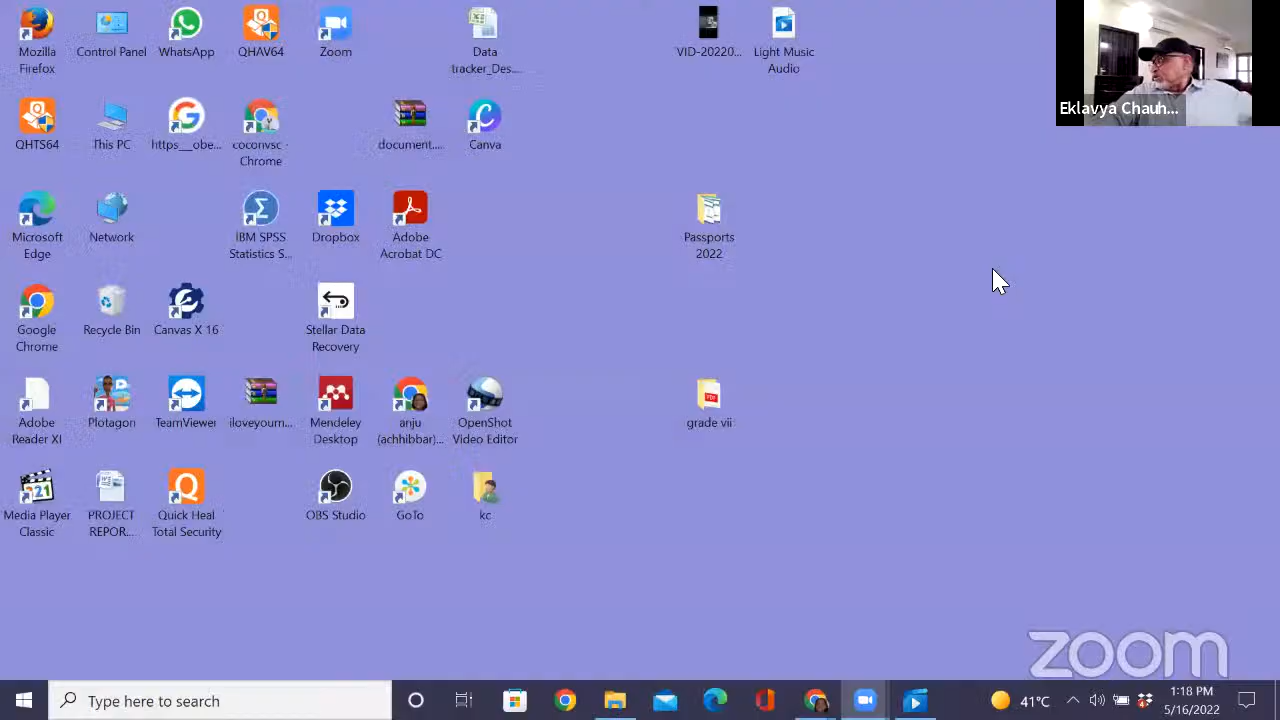 Mozilla
Firefox
Control Panel
WhatsApp
QHAV64
Zoom
Data
tracker_Des...
VID-20220...
Light Music
Audio
Eklavya Chauh...
QHTS64
This PC
https___obe...
coconvsc -
Chrome
document....
Canva
Microsoft
Edge
Network
IBM SPSS
Statistics S...
Dropbox
Adobe
Acrobat DC
Passports
2022
Google
Chrome
Recycle Bin
Canvas X 16
Stellar Data
Recovery
Adobe
Reader XI
Plotagon
TeamViewer
iloveyoum...
Mendeley
Desktop
anju
(achhibbar)...
OpenShot
Video Editor
PDF
grade vii
321
Media Player
Classic
PROJECT
REPOR...
Quick Heal
Total Security
OBS Studio
GoTo
kc
zoom
Type here to search
41°C
1:18 PM
5/16/2022